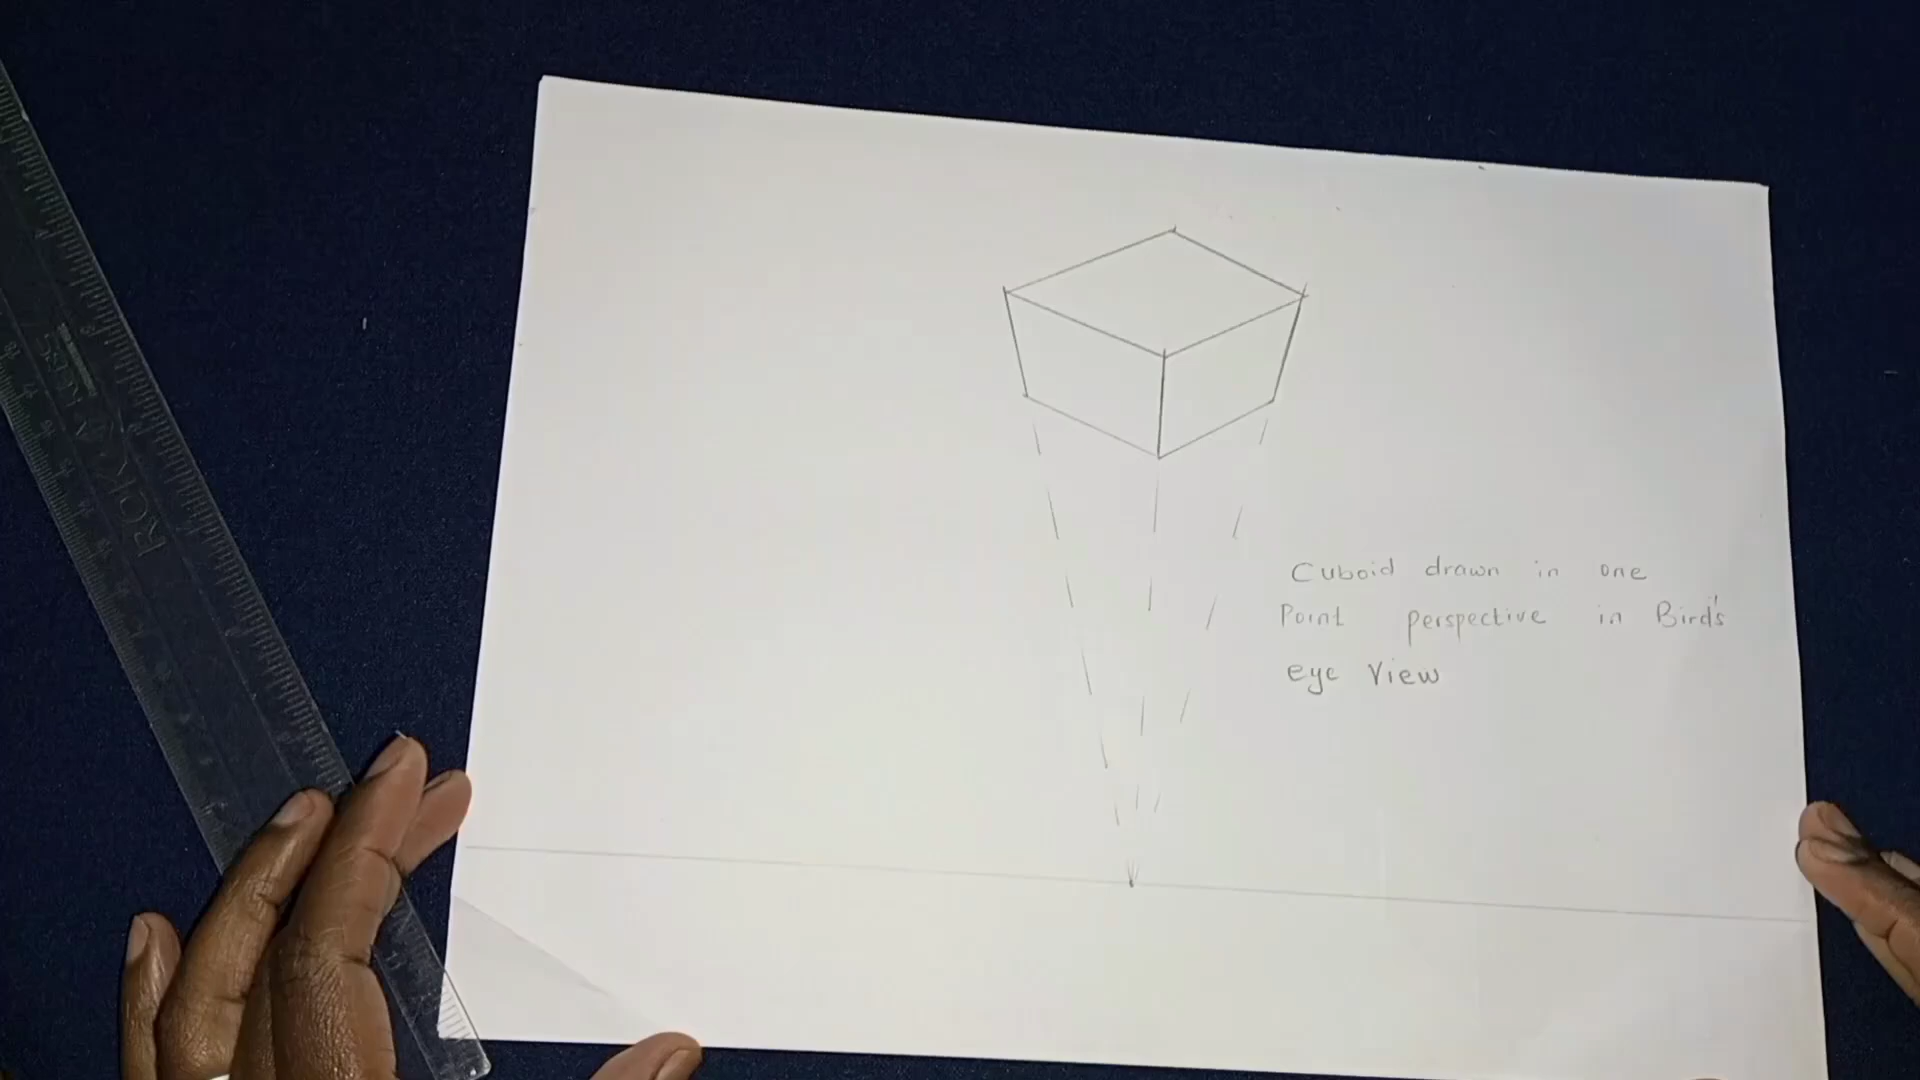 Cuboid drawn in one
Point perspective in Bird's
eye View